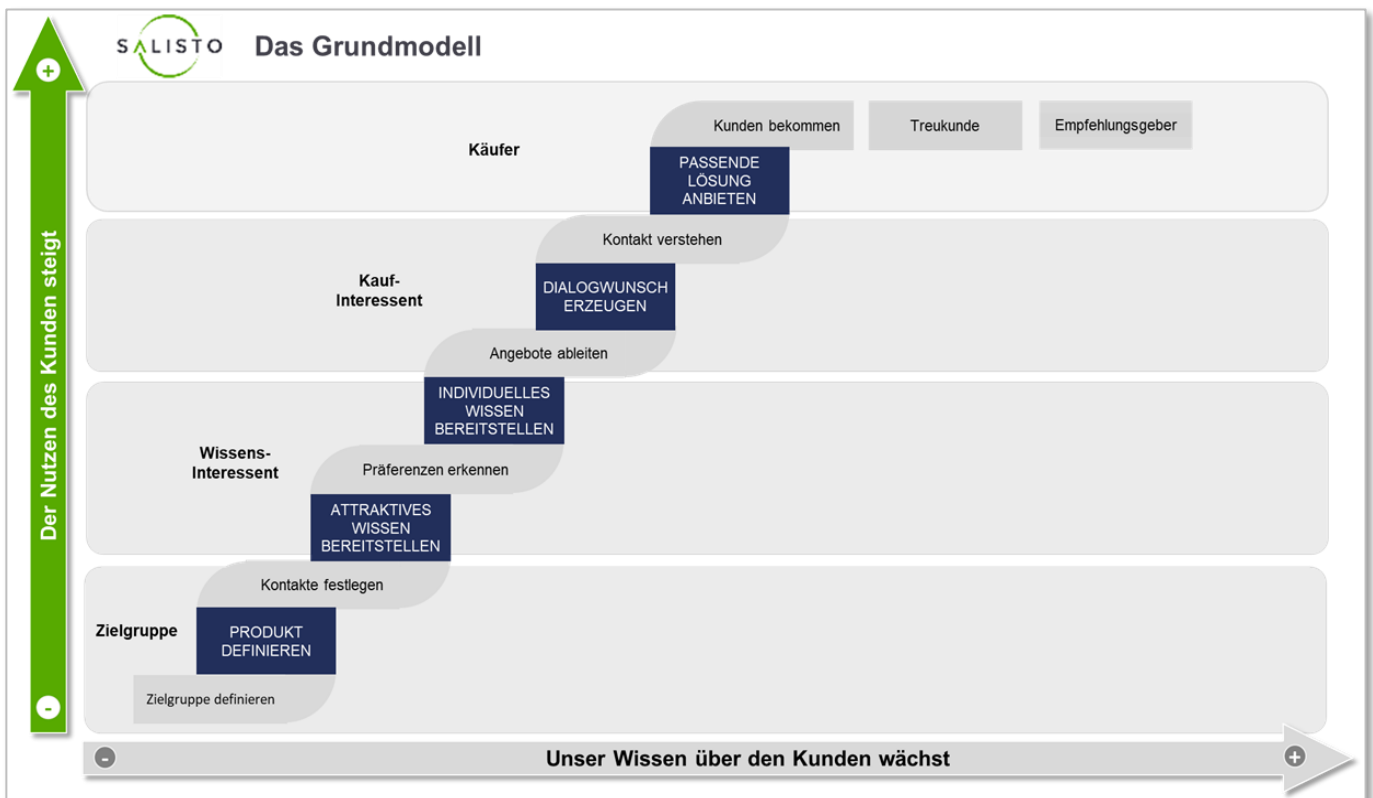 SALISTO
Das Grundmodell
+
Der Nutzen des Kunden steigt
-
Käufer
Kunden bekommen
Treukunde
Empfehlungsgeber
PASSENDE
LÖSUNG
ANBIETEN
Kauf-
Interessent
Kontakt verstehen
DIALOGWUNSCH
ERZEUGEN
Angebote ableiten
Wissens-
Interessent
INDIVIDUELLES
WISSEN
BEREITSTELLEN
Präferenzen erkennen
ATTRAKTIVES
WISSEN
BEREITSTELLEN
Zielgruppe
Kontakte festlegen
PRODUKT
DEFINIEREN
Zielgruppe definieren
-
Unser Wissen über den Kunden wächst
+